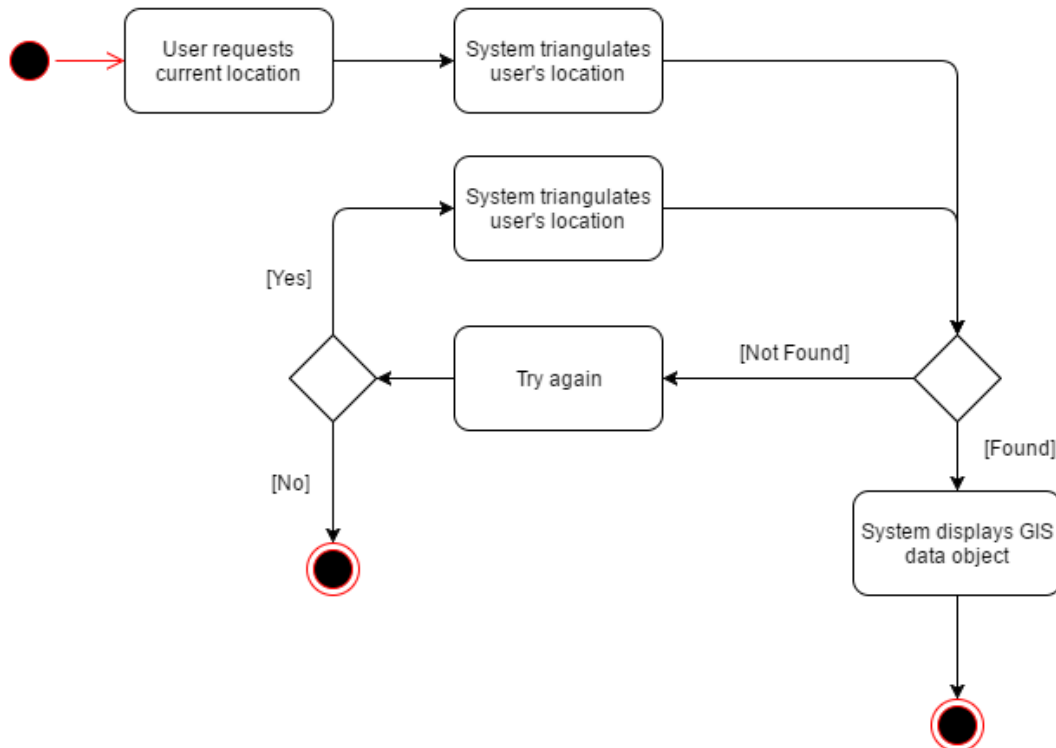 User requests
current location
System triangulates
user's location
System triangulates
user's location
[Yes]
[Not Found]
Try again
[Found]
[No]
System displays GIS
data object